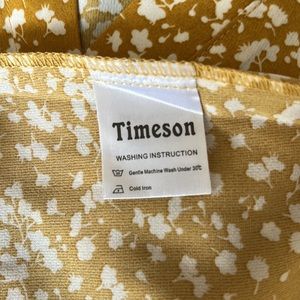 Timeson
WASHING INSTRUCTION
Gentle Machine Wash Under 30℃
Cold Iron